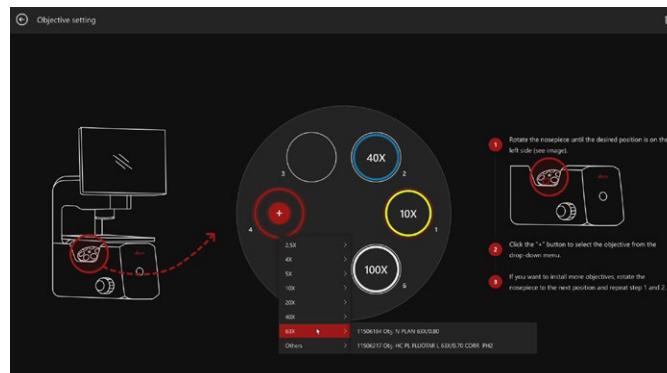 Objective setting
3
40X
2
4
+
10X
1
100X
5
2.5X
4X
5X
10X
20X
40X
63X
11506184 Obj. N PLAN 63X/0.80
Others
11506217 Obj. HC PL FLUOTAR L 63X/0.70 CORR PH2
1 Rotate the nosepiece until the desired position is on the
left side (see image).
2 Click the "+" button to select the objective from the
drop-down menu.
3 If you want to install more objectives, rotate the
nosepiece to the next position and repeat step 1 and 2.